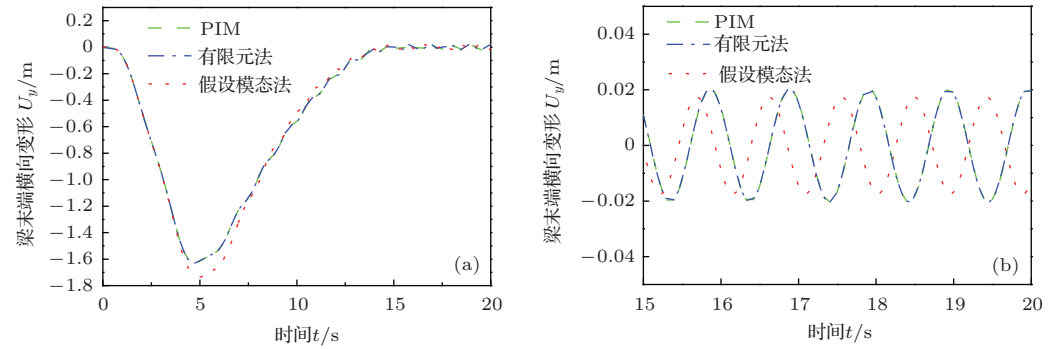 梁末端横向变形 Uy/m
0.2
0
−0.2
−0.4
−0.6
−0.8
−1.0
−1.2
−1.4
−1.6
−1.8
PIM
有限元法
假设模态法
(a)
0
5
10
15
20
时间t/s
梁末端横向变形 Uy/m
0.04
0.02
0
−0.02
−0.04
PIM
有限元法
假设模态法
(b)
15
16
17
18
19
20
时间t/s